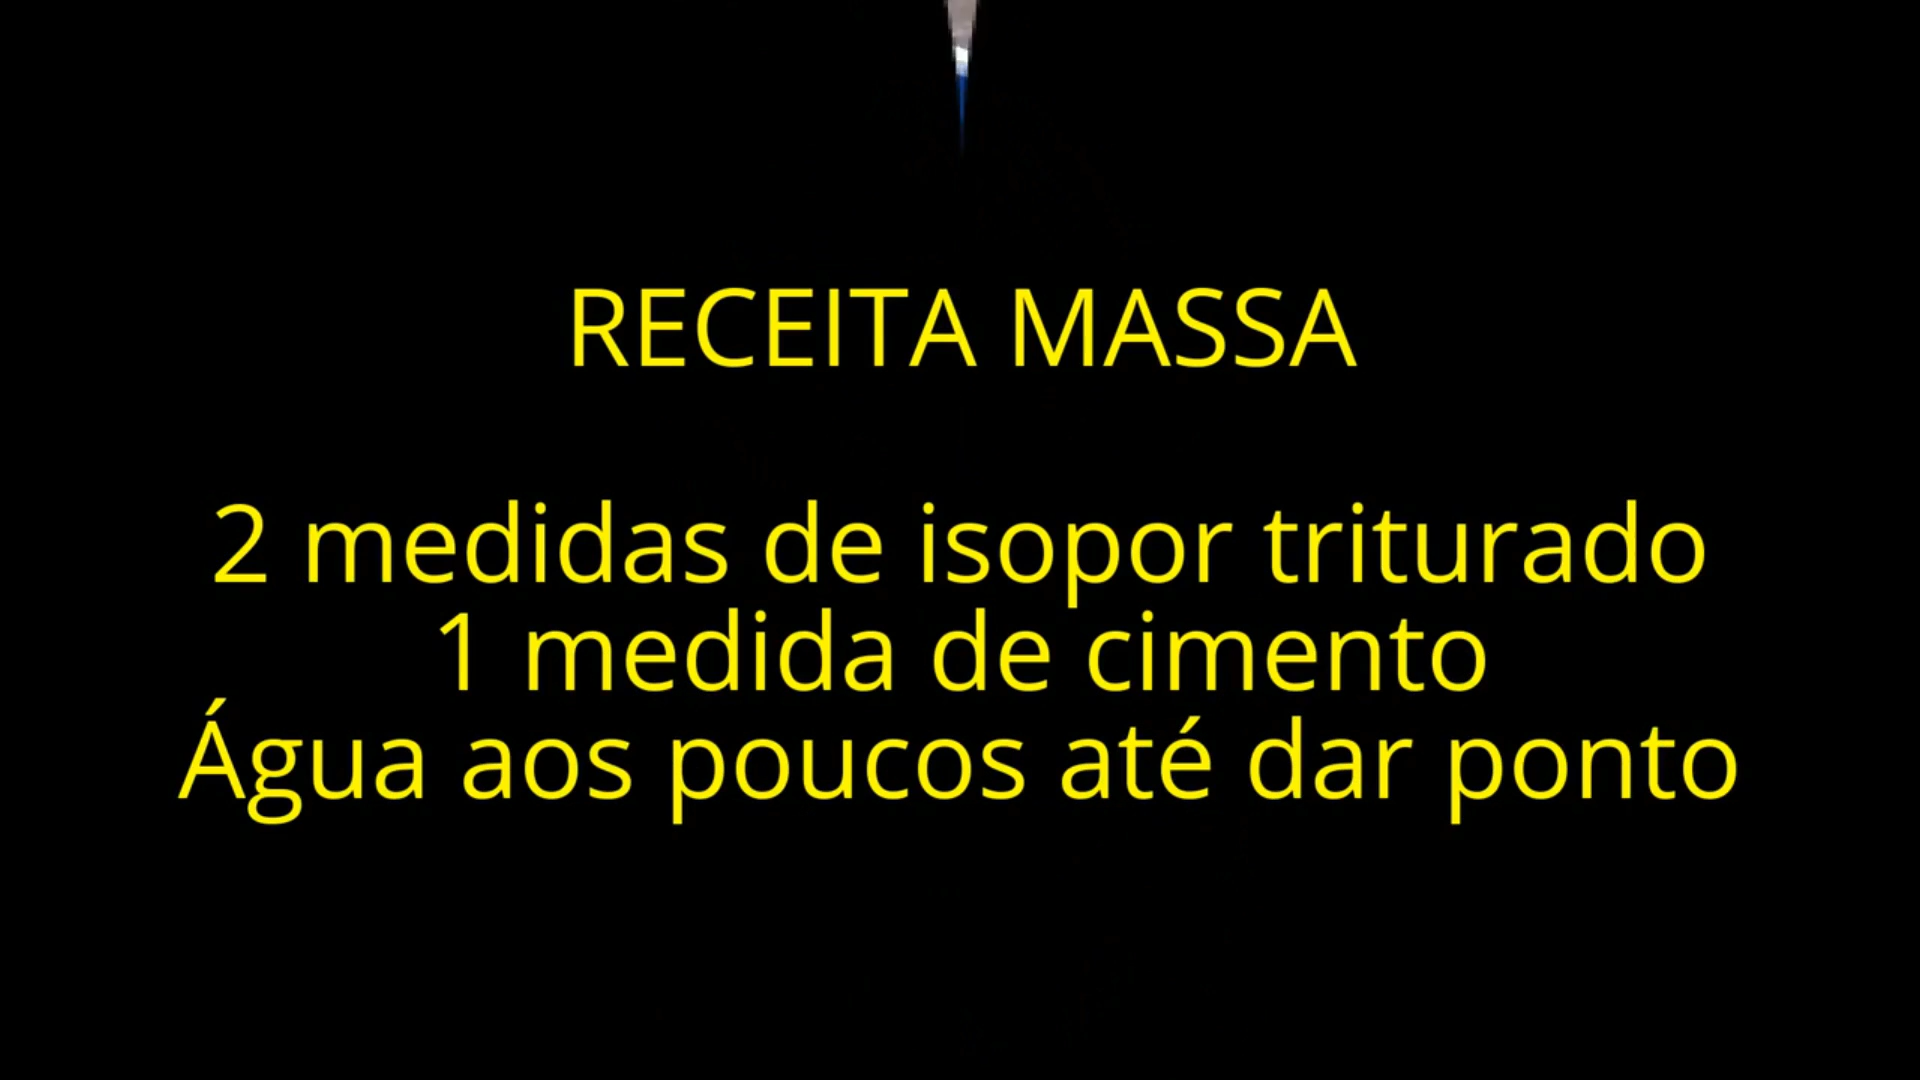 RECEITA MASSA
2 medidas de isopor triturado
1 medida de cimento
Água aos poucos até dar ponto